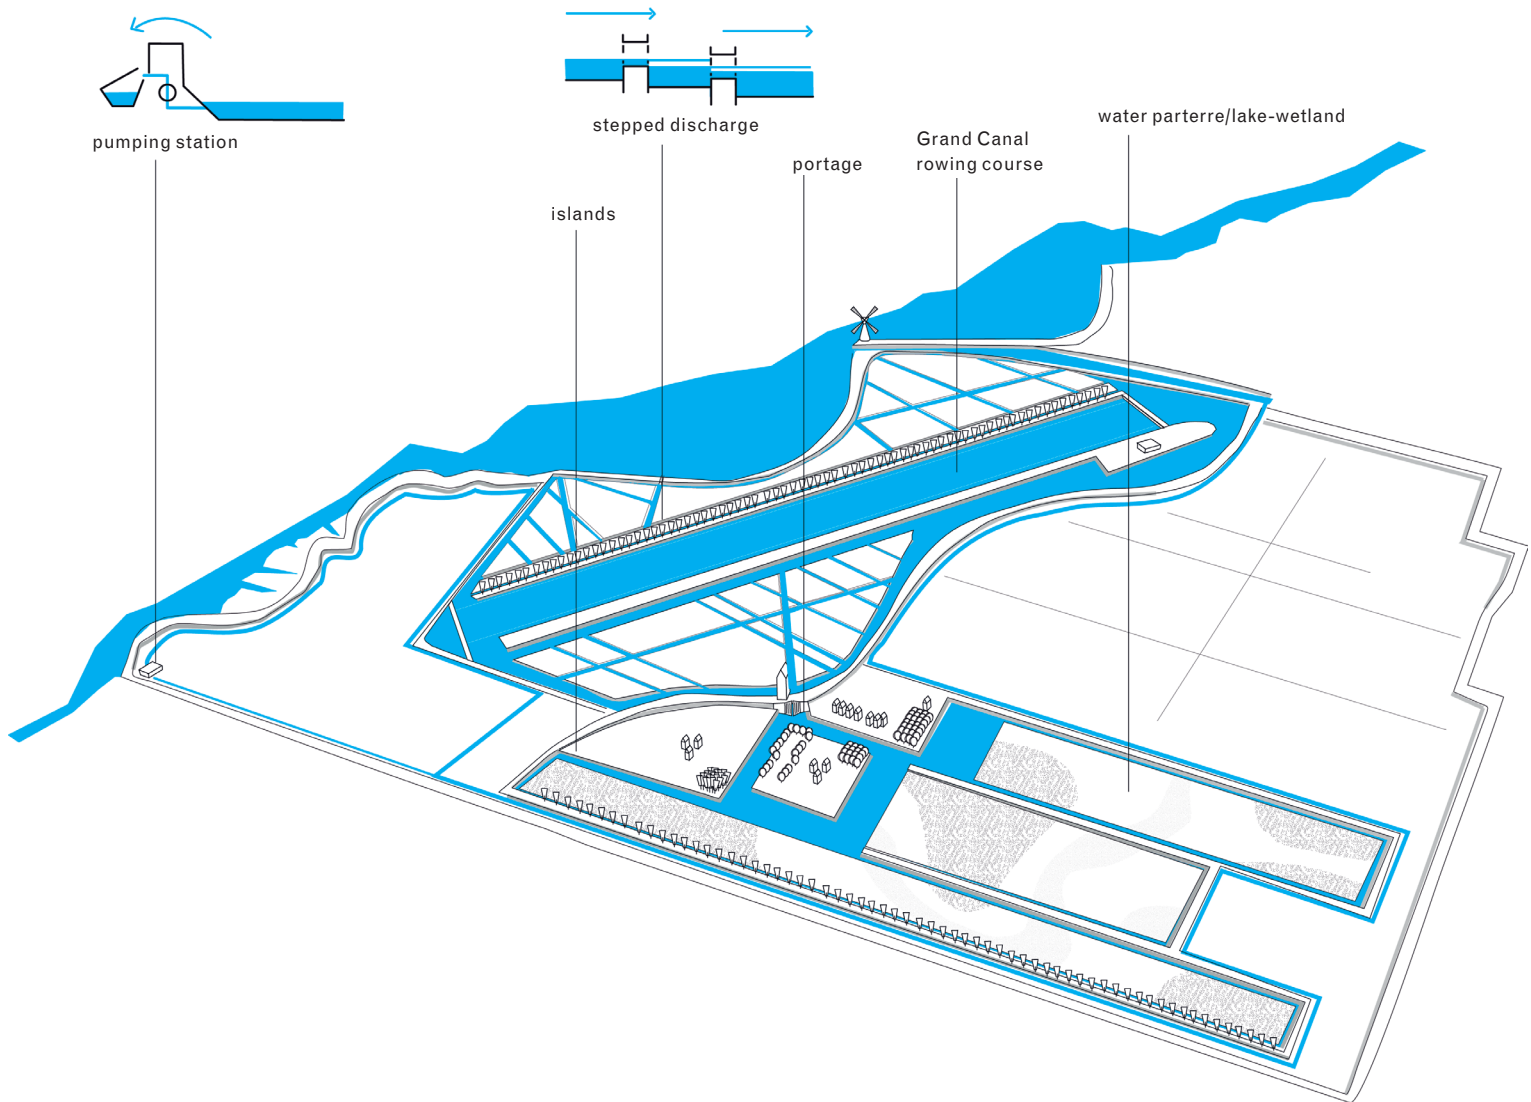 pumping station
stepped discharge
water parterre/lake-wetland
Grand Canal
rowing course
portage
islands